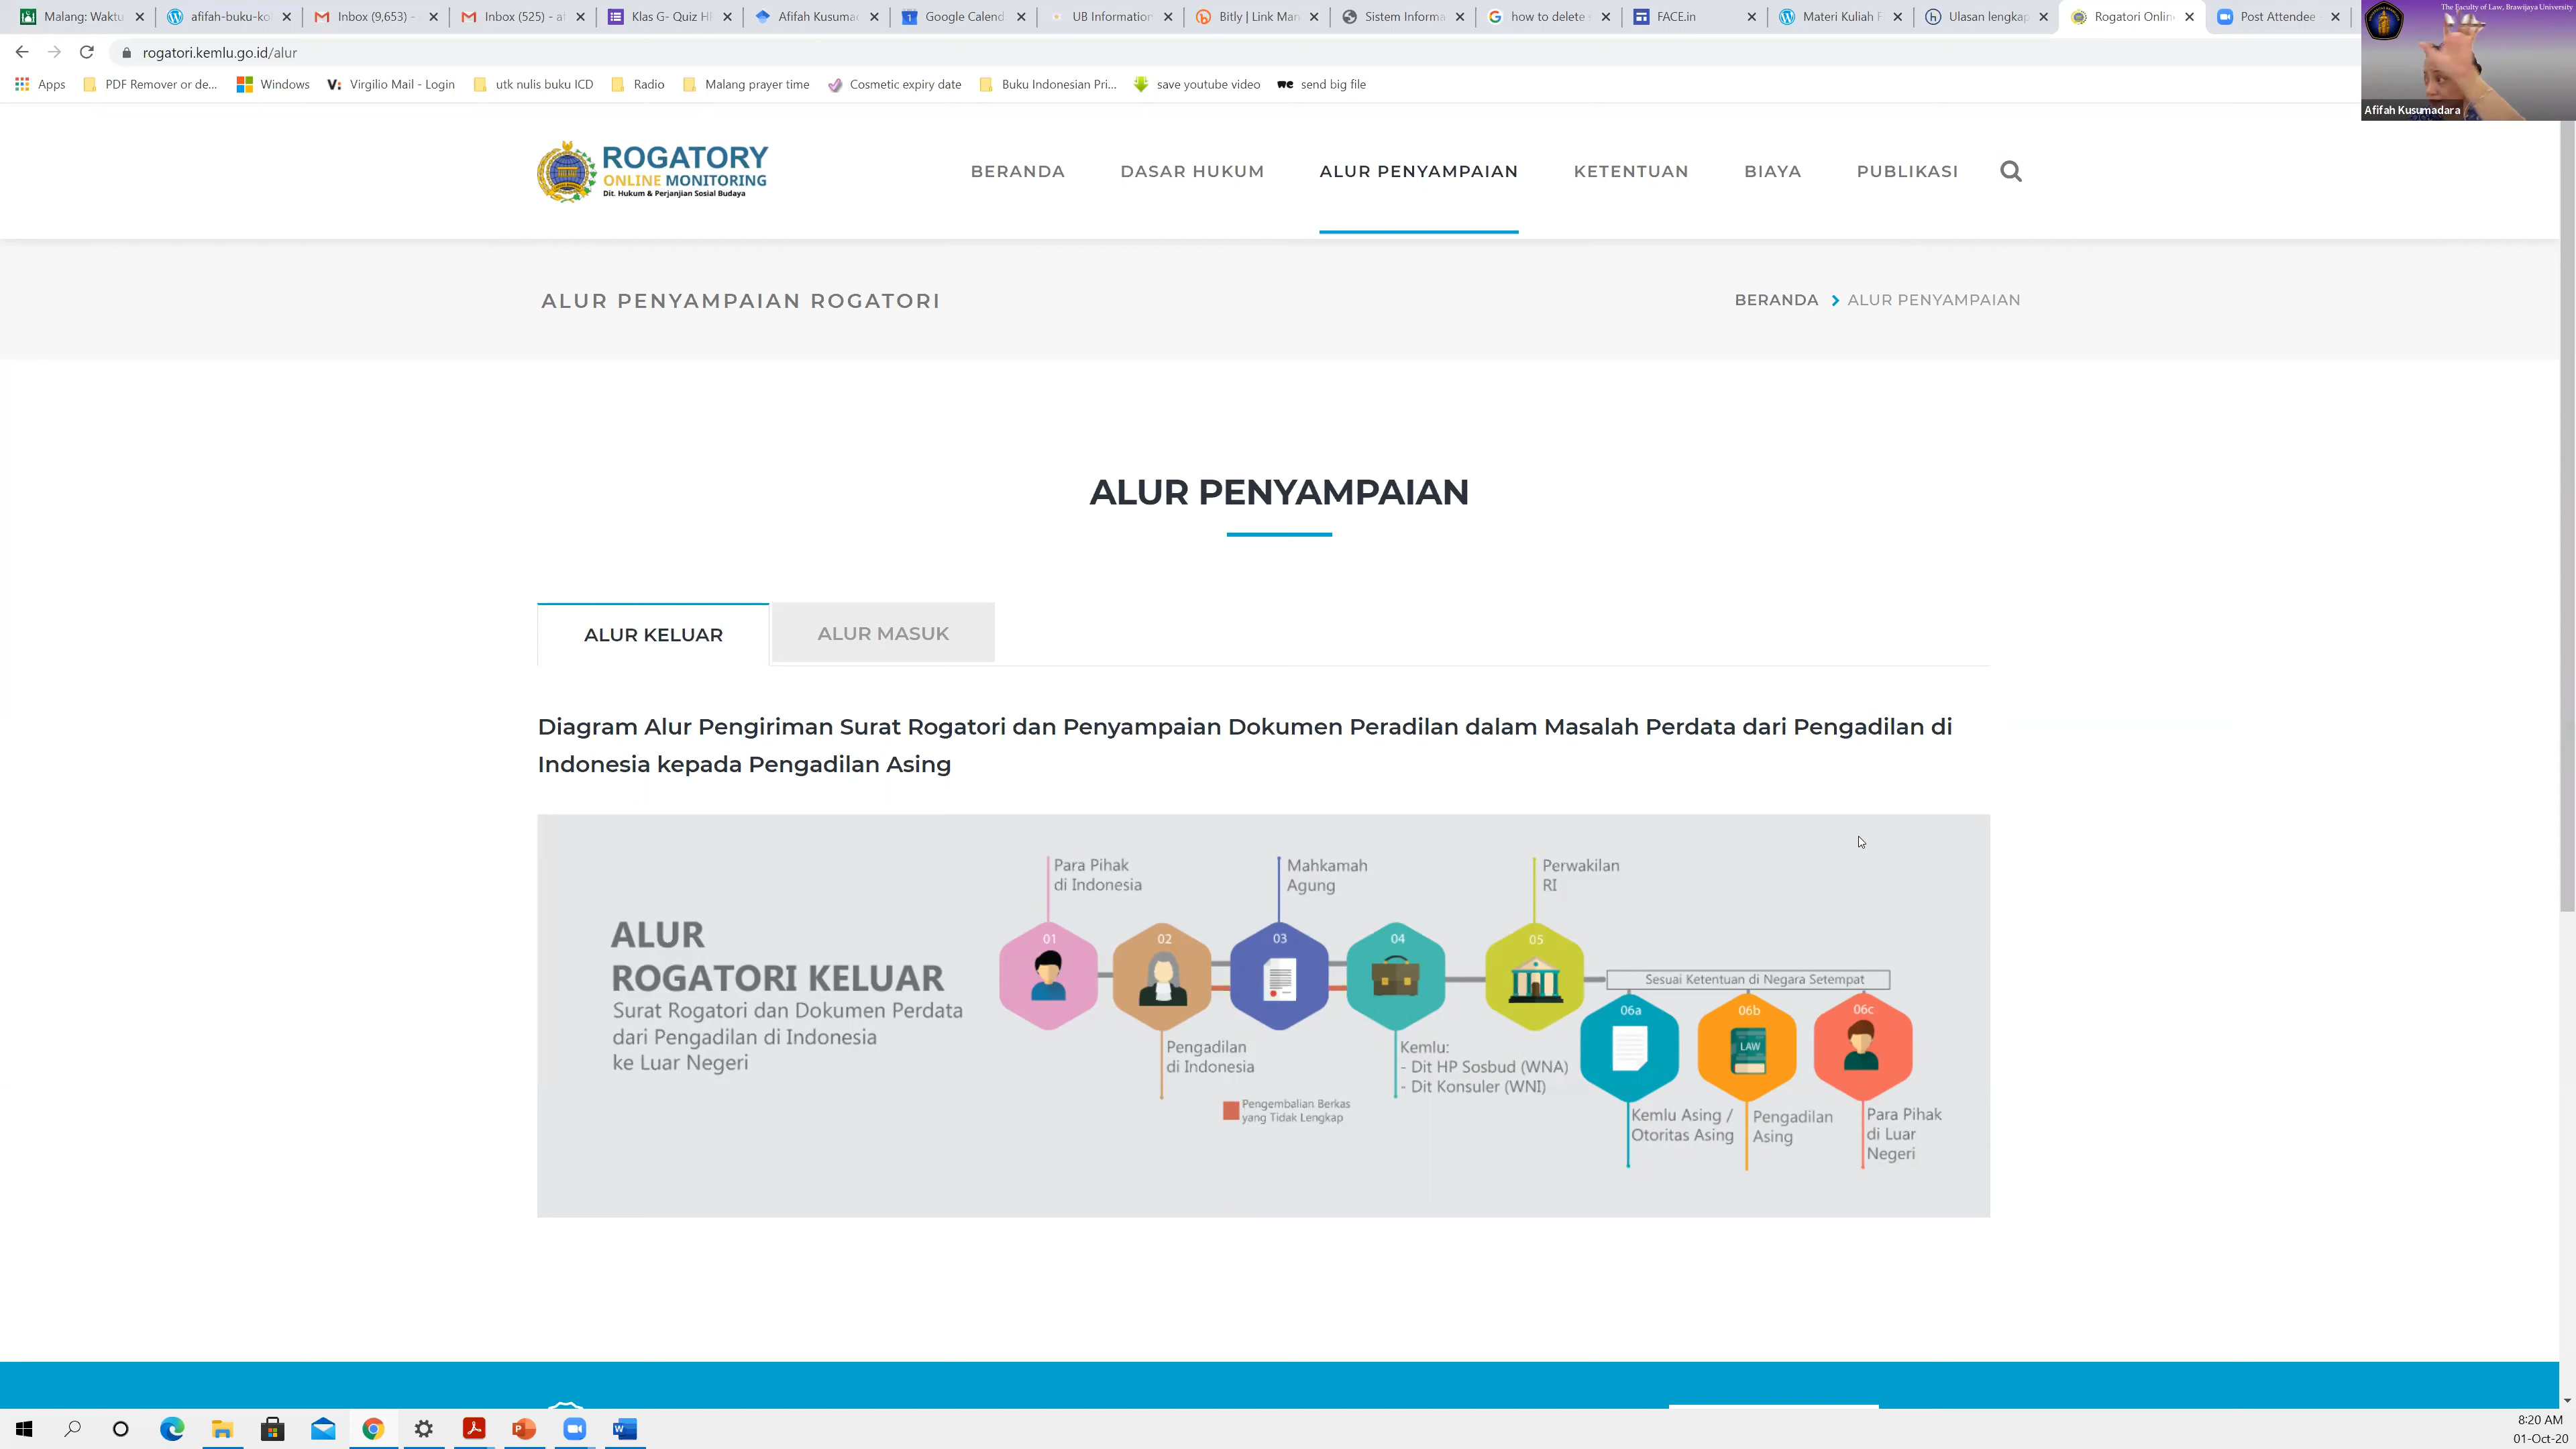 Malang: Waktu
afifah-buku-ko
Inbox (9,653) -
Inbox (525) - a
Klas G- Quiz H
Afifah Kusuma
Google Calend
UB Information
Bitly | Link Man
Sistem Informa
how to delete
FACE.in
Materi Kuliah
Ulasan lengkap
Rogatori Onlin
Post Attendee
rogatori.kemlu.go.id/alur
Apps
PDF Remover or de...
Windows
Virgilio Mail - Login
utk nulis buku ICD
Radio
Malang prayer time
Cosmetic expiry date
Buku Indonesian Pri...
save youtube video
send big file
The Faculty of Law, Brawijaya University
Afifah Kusumadara
ROGATORY
ONLINE MONITORING
Dit. Hukum & Perjanjian Sosial Budaya
BERANDA
DASAR HUKUM
ALUR PENYAMPAIAN
KETENTUAN
BIAYA
PUBLIKASI
ALUR PENYAMPAIAN ROGATORI
BERANDA > ALUR PENYAMPAIAN
ALUR PENYAMPAIAN
ALUR KELUAR
ALUR MASUK
Diagram Alur Pengiriman Surat Rogatori dan Penyampaian Dokumen Peradilan dalam Masalah Perdata dari Pengadilan di
Indonesia kepada Pengadilan Asing
ALUR
ROGATORI KELUAR
Surat Rogatori dan Dokumen Perdata
dari Pengadilan di Indonesia
ke Luar Negeri
Para Pihak
di Indonesia
01
02
Pengadilan
di Indonesia
Mahkamah
Agung
03
04
Kemlu:
- Dit HP Sosbud (WNA)
- Dit Konsuler (WNI)
Pengembalian Berkas
yang Tidak Lengkap
Perwakilan
RI
05
Sesuai Ketentuan di Negara Setempat
06a
06b
06c
LAW
Kemlu Asing /
Otoritas Asing
Pengadilan
Asing
Para Pihak
di Luar
Negeri
8:20 AM
01-Oct-20